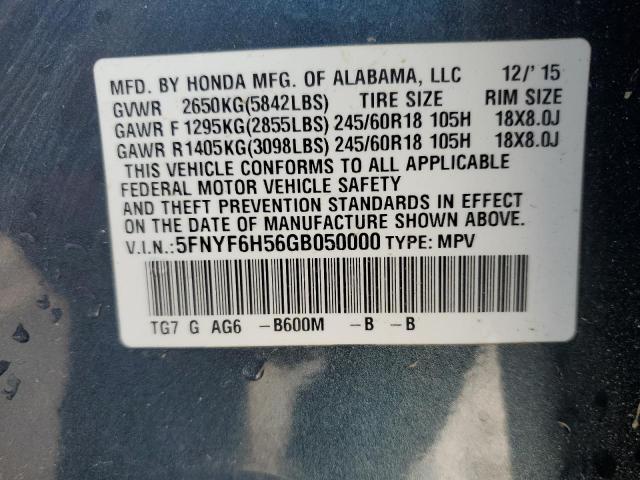 MFD. BY HONDA MFG. OF ALABAMA, LLC 12/'15
GVWR 2650KG(5842LBS) TIRE SIZE RIM SIZE
GAWR F1295KG(2855LBS) 245/60R18 105H 18X8.0J
GAWR R1405KG(3098LBS) 245/60R18 105H 18X8.0J
THIS VEHICLE CONFORMS TO ALL APPLICABLE
FEDERAL MOTOR VEHICLE SAFETY
AND THEFT PREVENTION STANDARDS IN EFFECT
ON THE DATE OF MANUFACTURE SHOWN ABOVE.
V.I.N.:5FNYF6H56GB050000 TYPE: MPV
TG7 G AG6 -B600M -B -B